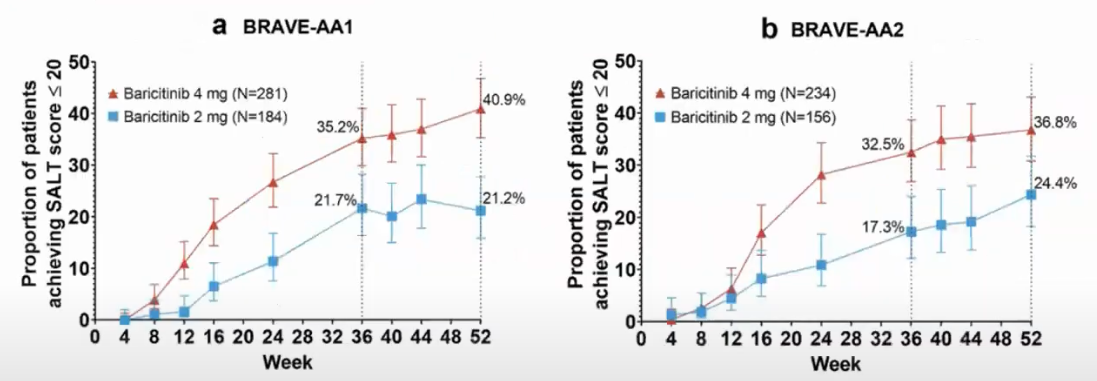 a BRAVE-AA1
Proportion of patients
achieving SALT score ≤ 20
50
40
30
20
10
0
Baricitinib 4 mg (N=281)
Baricitinib 2 mg (N=184)
35.2%
40.9%
21.7%
21.2%
0 4 8 12 16 20 24 28 32 36 40 44 48 52
Week
b BRAVE-AA2
Proportion of patients
achieving SALT score ≤ 20
50
40
30
20
10
0
Baricitinib 4 mg (N=234)
Baricitinib 2 mg (N=156)
32.5%
36.8%
17.3%
24.4%
0 4 8 12 16 20 24 28 32 36 40 44 48 52
Week